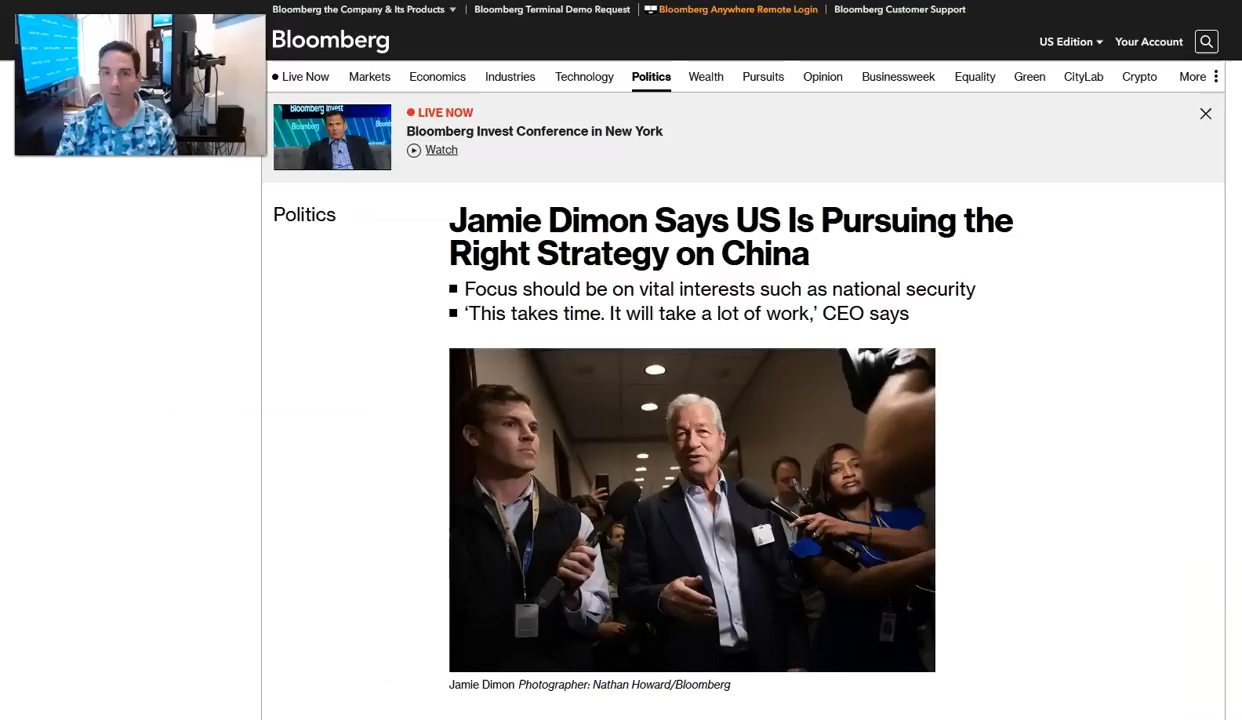 Bloomberg the Company & Its Products
Bloomberg Terminal Demo Request
Bloomberg Anywhere Remote Login
Bloomberg Customer Support
Bloomberg
US Edition
Your Account
Live Now
Markets
Economics
Industries
Technology
Politics
Wealth
Pursuits
Opinion
Businessweek
Equality
Green
CityLab
Crypto
More
Bloomberg Invest
Bloomberg
LIVE NOW
Bloomberg Invest Conference in New York
Watch
Politics
Jamie Dimon Says US Is Pursuing the
Right Strategy on China
Focus should be on vital interests such as national security
‘This takes time. It will take a lot of work,’ CEO says
Jamie Dimon Photographer: Nathan Howard/Bloomberg